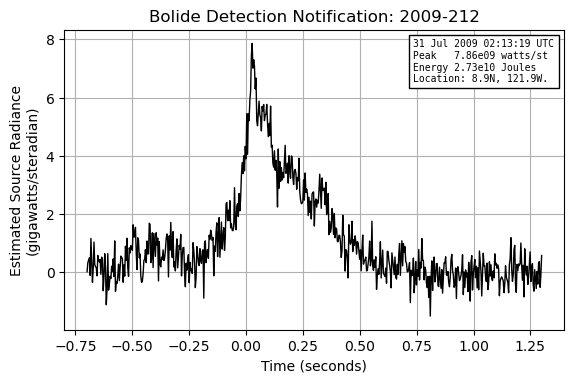 Bolide Detection Notification: 2009-212
31 Jul 2009 02:13:19 UTC
Peak   7.86e09 watts/st
Energy 2.73e10 Joules
Location: 8.9N, 121.9W.
Estimated Source Radiance
(gigawatts/steradian)
8
6
4
2
0
−0.75 −0.50 −0.25 0.00 0.25 0.50 0.75 1.00 1.25
Time (seconds)